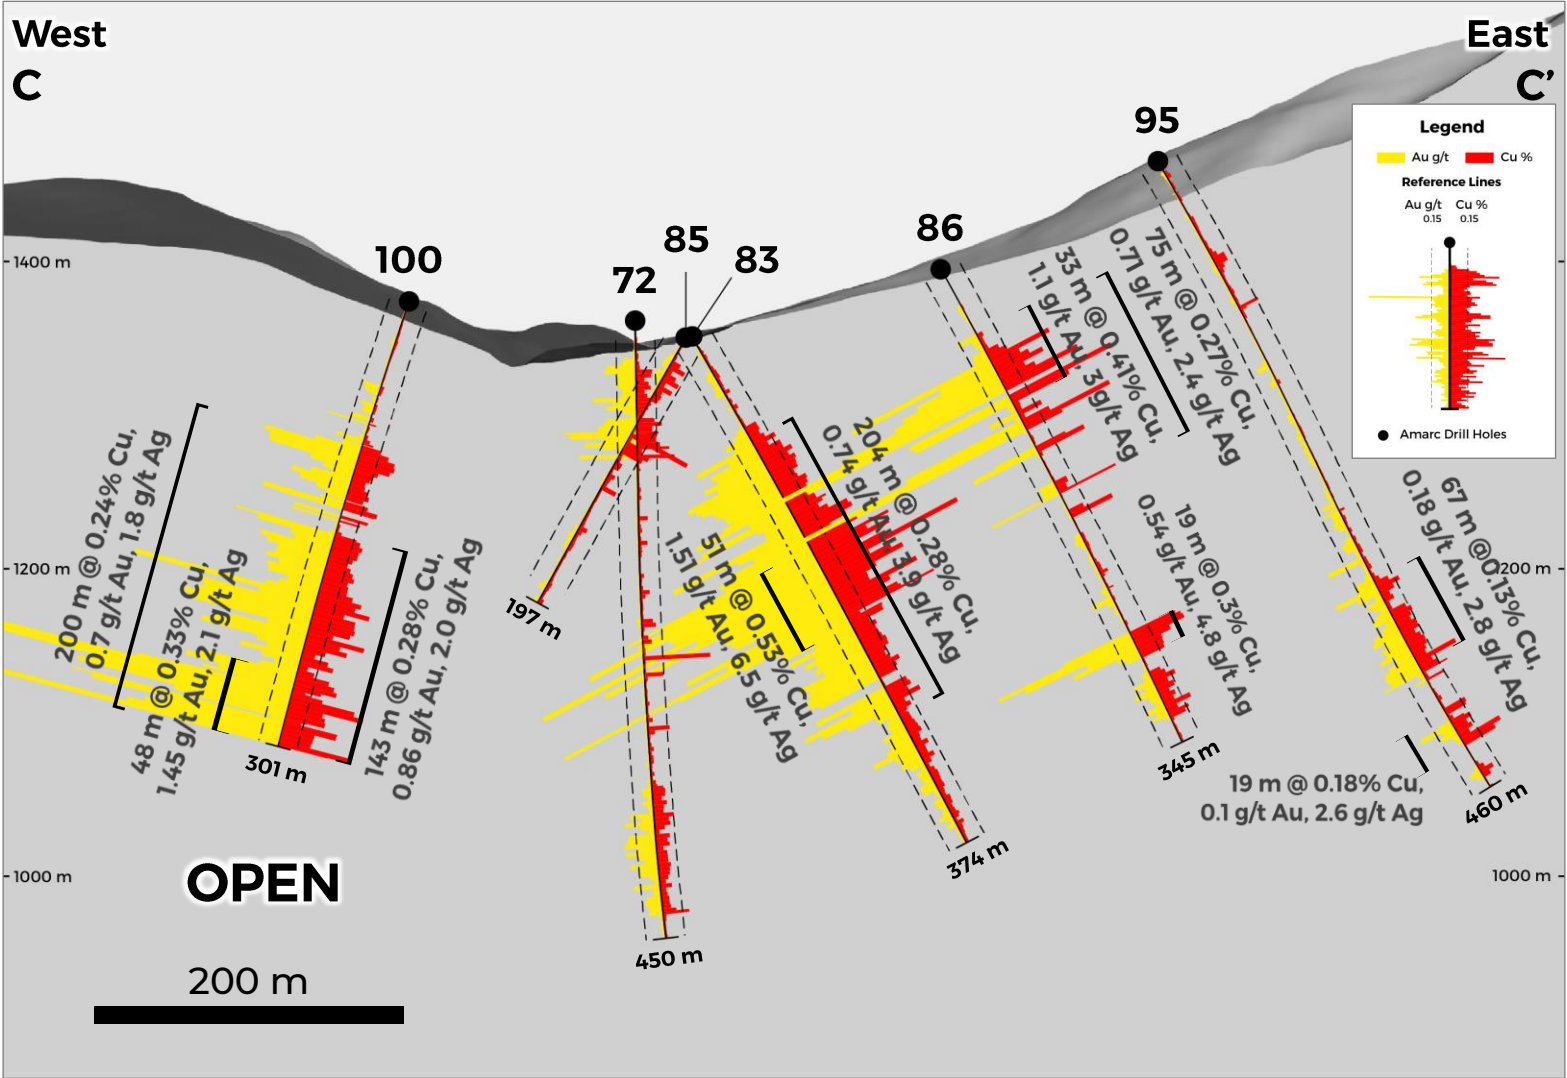 West
East
C
C'
95
Legend
Au g/t
Cu %
Reference Lines
Au g/t
Cu %
0.15
0.15
Amarc Drill Holes
86
85
83
72
100
1400 m
1200 m
1000 m
200 m
1000 m
200 m @ 0.24% Cu,
0.7 g/t Au, 1.8 g/t Ag
48 m @ 0.33% Cu,
1.45 g/t Au, 2.1 g/t Ag
143 m @ 0.28% Cu,
0.86 g/t Au, 2.0 g/t Ag
301 m
197 m
450 m
51 m @ 0.53% Cu,
1.51 g/t Au, 6.5 g/t Ag
204 m @ 0.28% Cu,
0.74 g/t Au, 3.9 g/t Ag
374 m
33 m @ 0.41% Cu,
1.1 g/t Au, 3 g/t Ag
75 m @ 0.27% Cu,
0.71 g/t Au, 2.4 g/t Ag
19 m @ 0.3% Cu,
0.54 g/t Au, 4.8 g/t Ag
345 m
67 m @ 0.13% Cu,
0.18 g/t Au, 2.8 g/t Ag
19 m @ 0.18% Cu,
0.1 g/t Au, 2.6 g/t Ag
460 m
OPEN
200 m